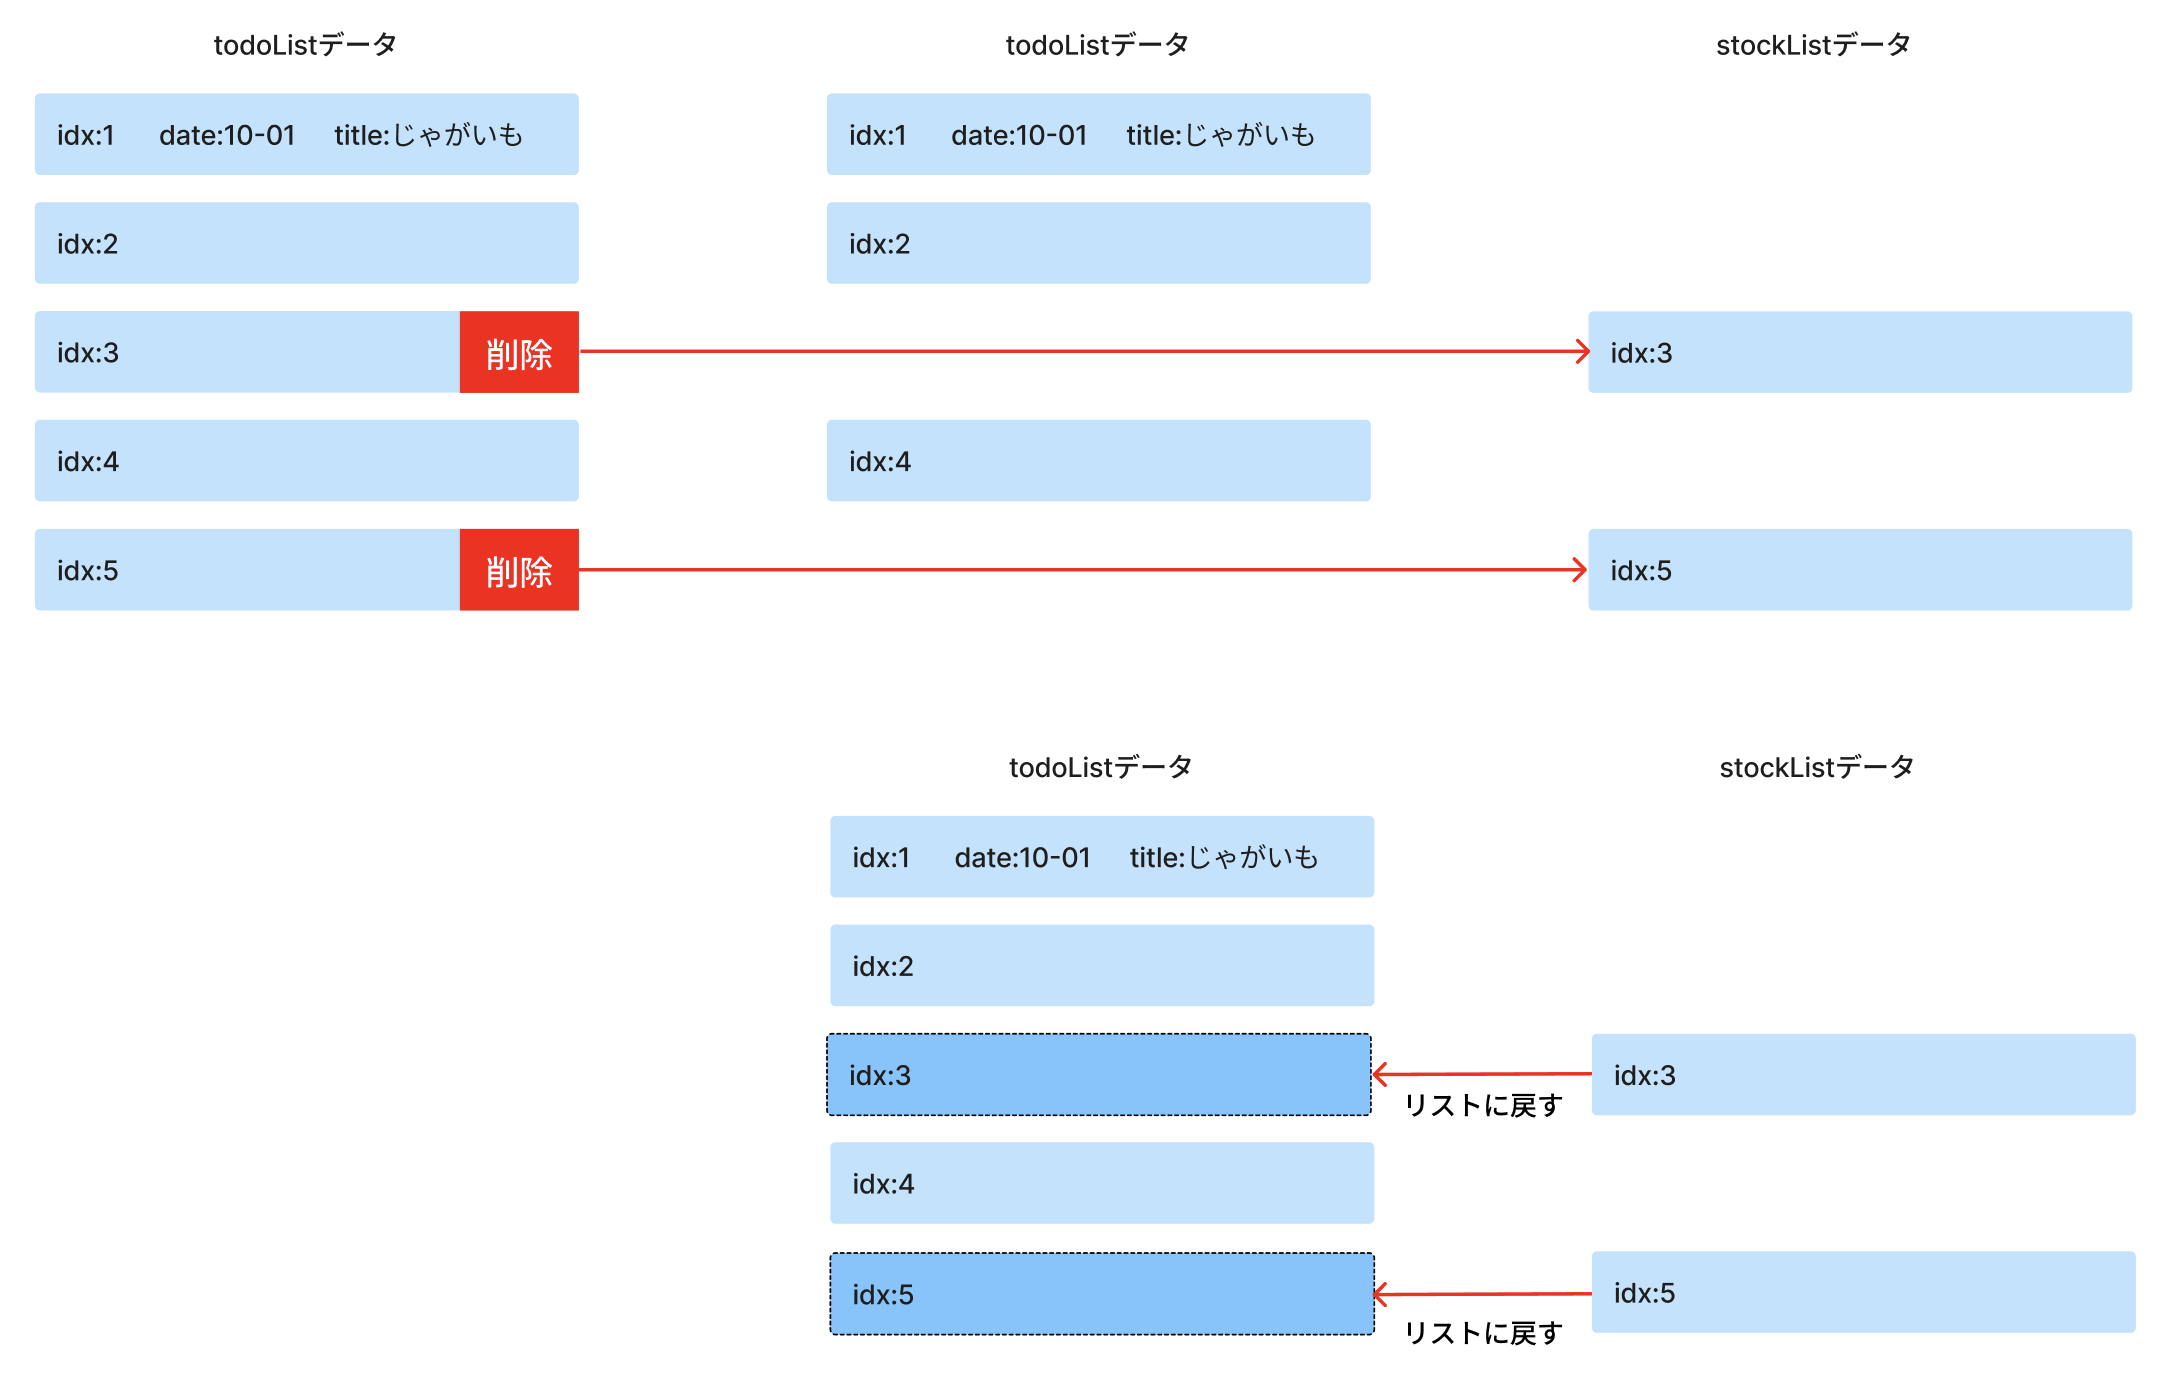 todoListデータ
todoListデータ
stockListデータ
idx:1 date:10-01 title:じゃがいも
idx:1 date:10-01 title:じゃがいも
idx:2
idx:2
idx:3 削除
idx:3
idx:4
idx:4
idx:5 削除
idx:5
todoListデータ
stockListデータ
idx:1 date:10-01 title:じゃがいも
idx:2
idx:3
idx:3
リストに戻す
idx:4
idx:5
idx:5
リストに戻す